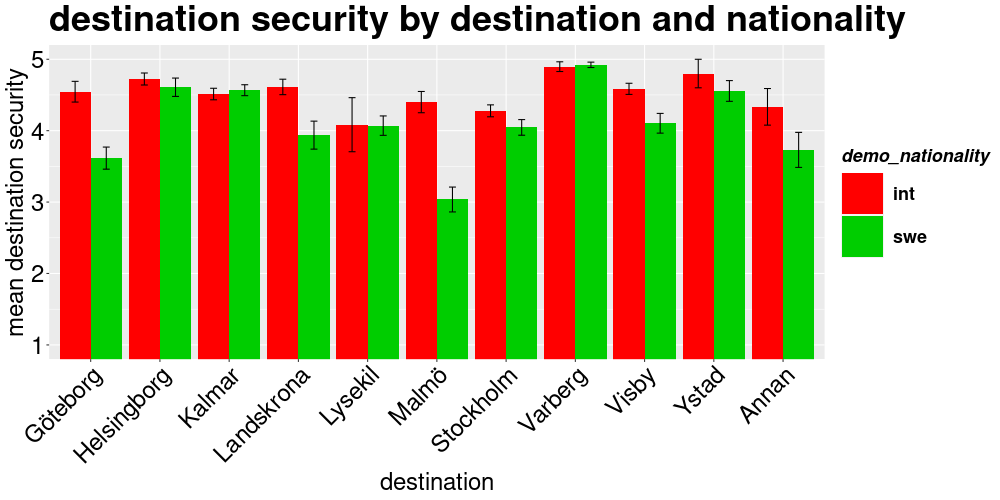 destination security by destination and nationality
mean destination security
5
4
3
2
1
Göteborg
Helsingborg
Kalmar
Landskrona
Lysekil
Malmö
Stockholm
Varberg
Visby
Ystad
Annan
destination
demo_nationality
int
swe